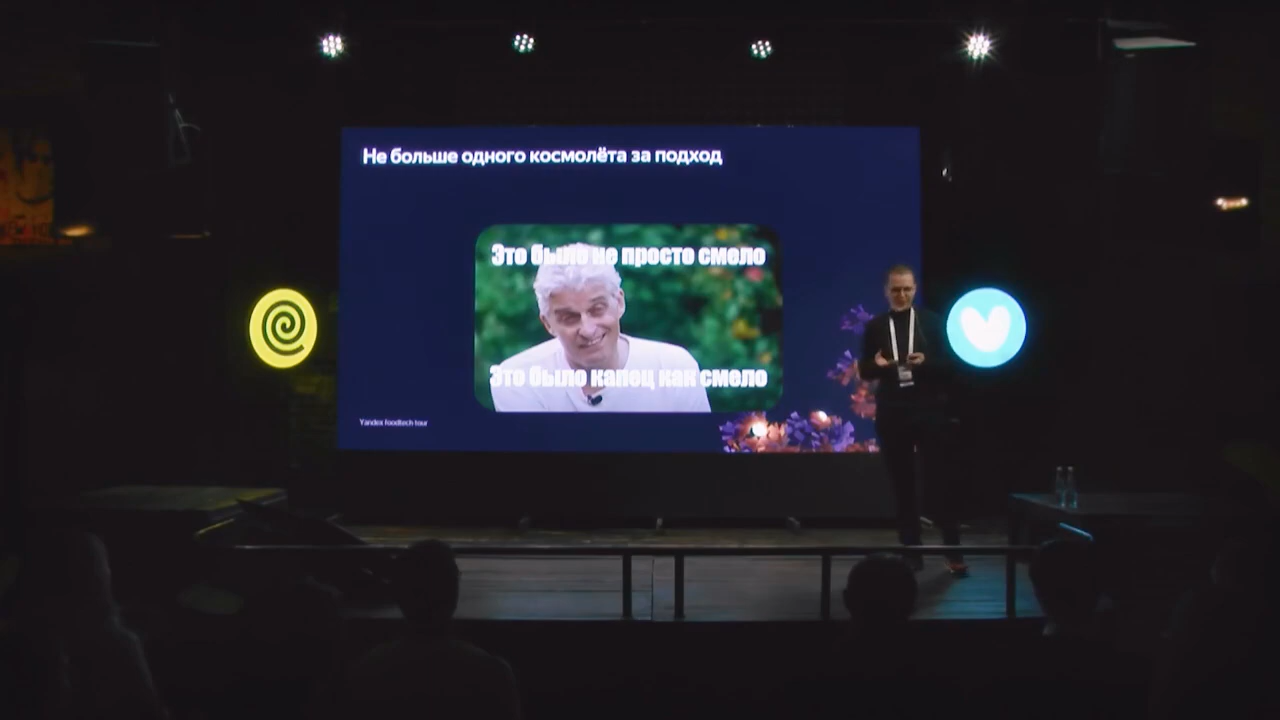 Не больше одного космолёта за подход
Это было не просто смело
Это было капец как смело
Yandex foodtech tour